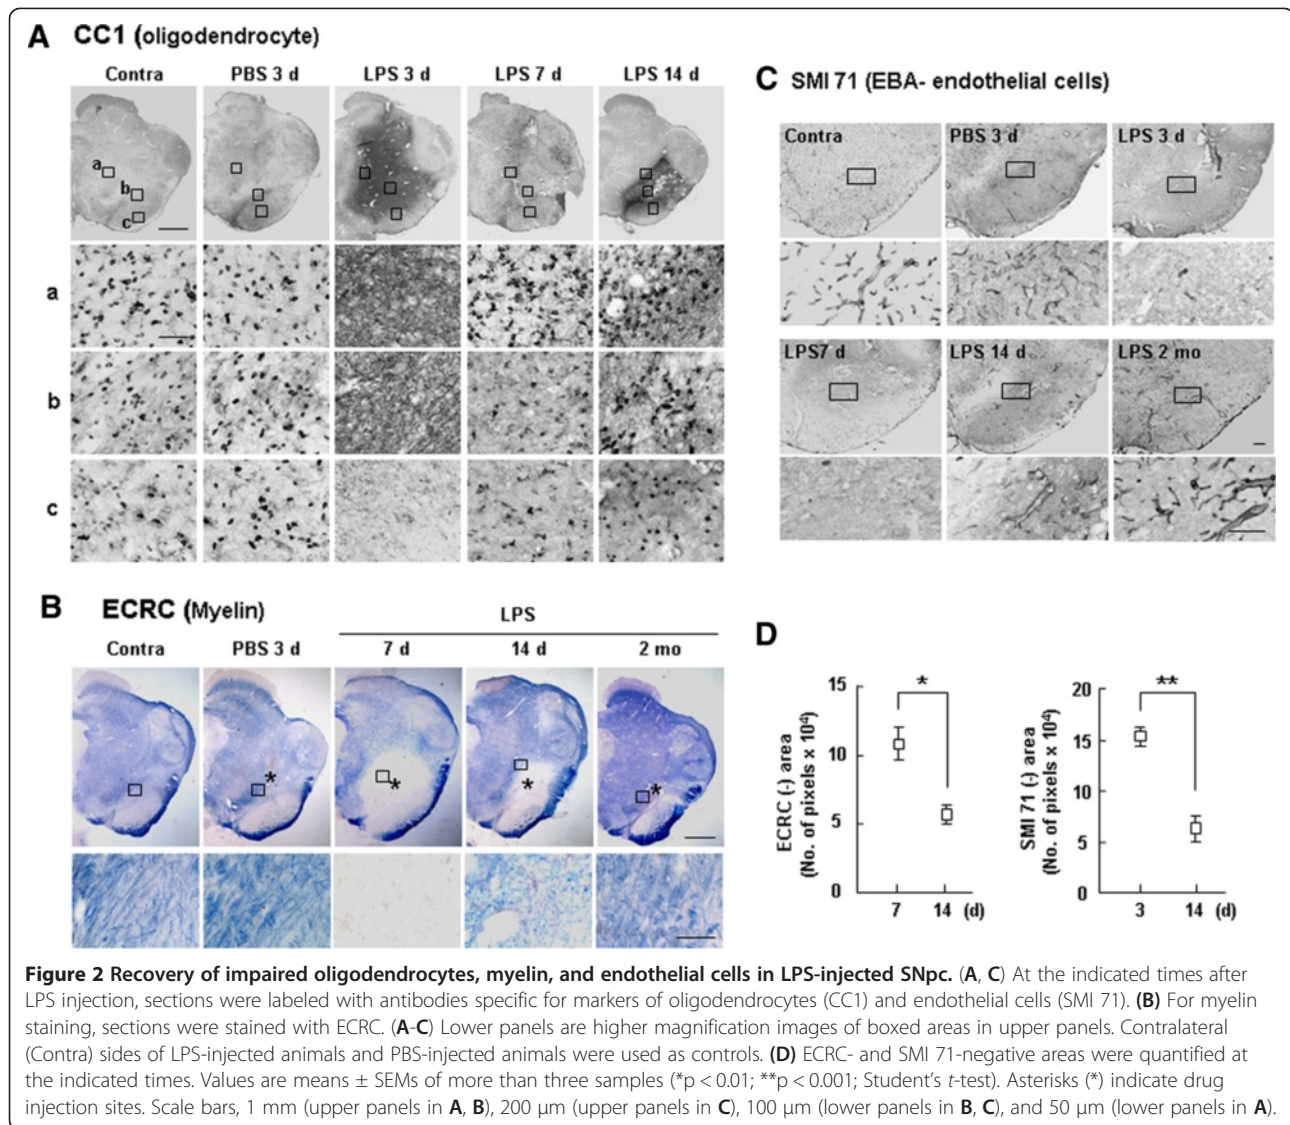 A CC1 (oligodendrocyte)
Contra PBS 3 d LPS 3 d LPS 7 d LPS 14 d
a
b
c
a
b
c
B ECRC (Myelin)
LPS
Contra PBS 3 d 7 d 14 d 2 mo
* * * *
C SMI 71 (EBA- endothelial cells)
Contra PBS 3 d LPS 3 d
LPS7 d LPS 14 d LPS 2 mo
D
ECRC (-) area
(No. of pixels x 10⁴)
15
10
5
0
*
7 14 (d)
SMI 71 (-) area
(No. of pixels x 10⁴)
20
15
10
5
0
**
3 14 (d)
Figure 2 Recovery of impaired oligodendrocytes, myelin, and endothelial cells in LPS-injected SNpc. (A, C) At the indicated times after
LPS injection, sections were labeled with antibodies specific for markers of oligodendrocytes (CC1) and endothelial cells (SMI 71). (B) For myelin
staining, sections were stained with ECRC. (A-C) Lower panels are higher magnification images of boxed areas in upper panels. Contralateral
(Contra) sides of LPS-injected animals and PBS-injected animals were used as controls. (D) ECRC- and SMI 71-negative areas were quantified at
the indicated times. Values are means ± SEMs of more than three samples (*p < 0.01; **p < 0.001; Student's t-test). Asterisks (*) indicate drug
injection sites. Scale bars, 1 mm (upper panels in A, B), 200 μm (upper panels in C), 100 μm (lower panels in B, C), and 50 μm (lower panels in A).